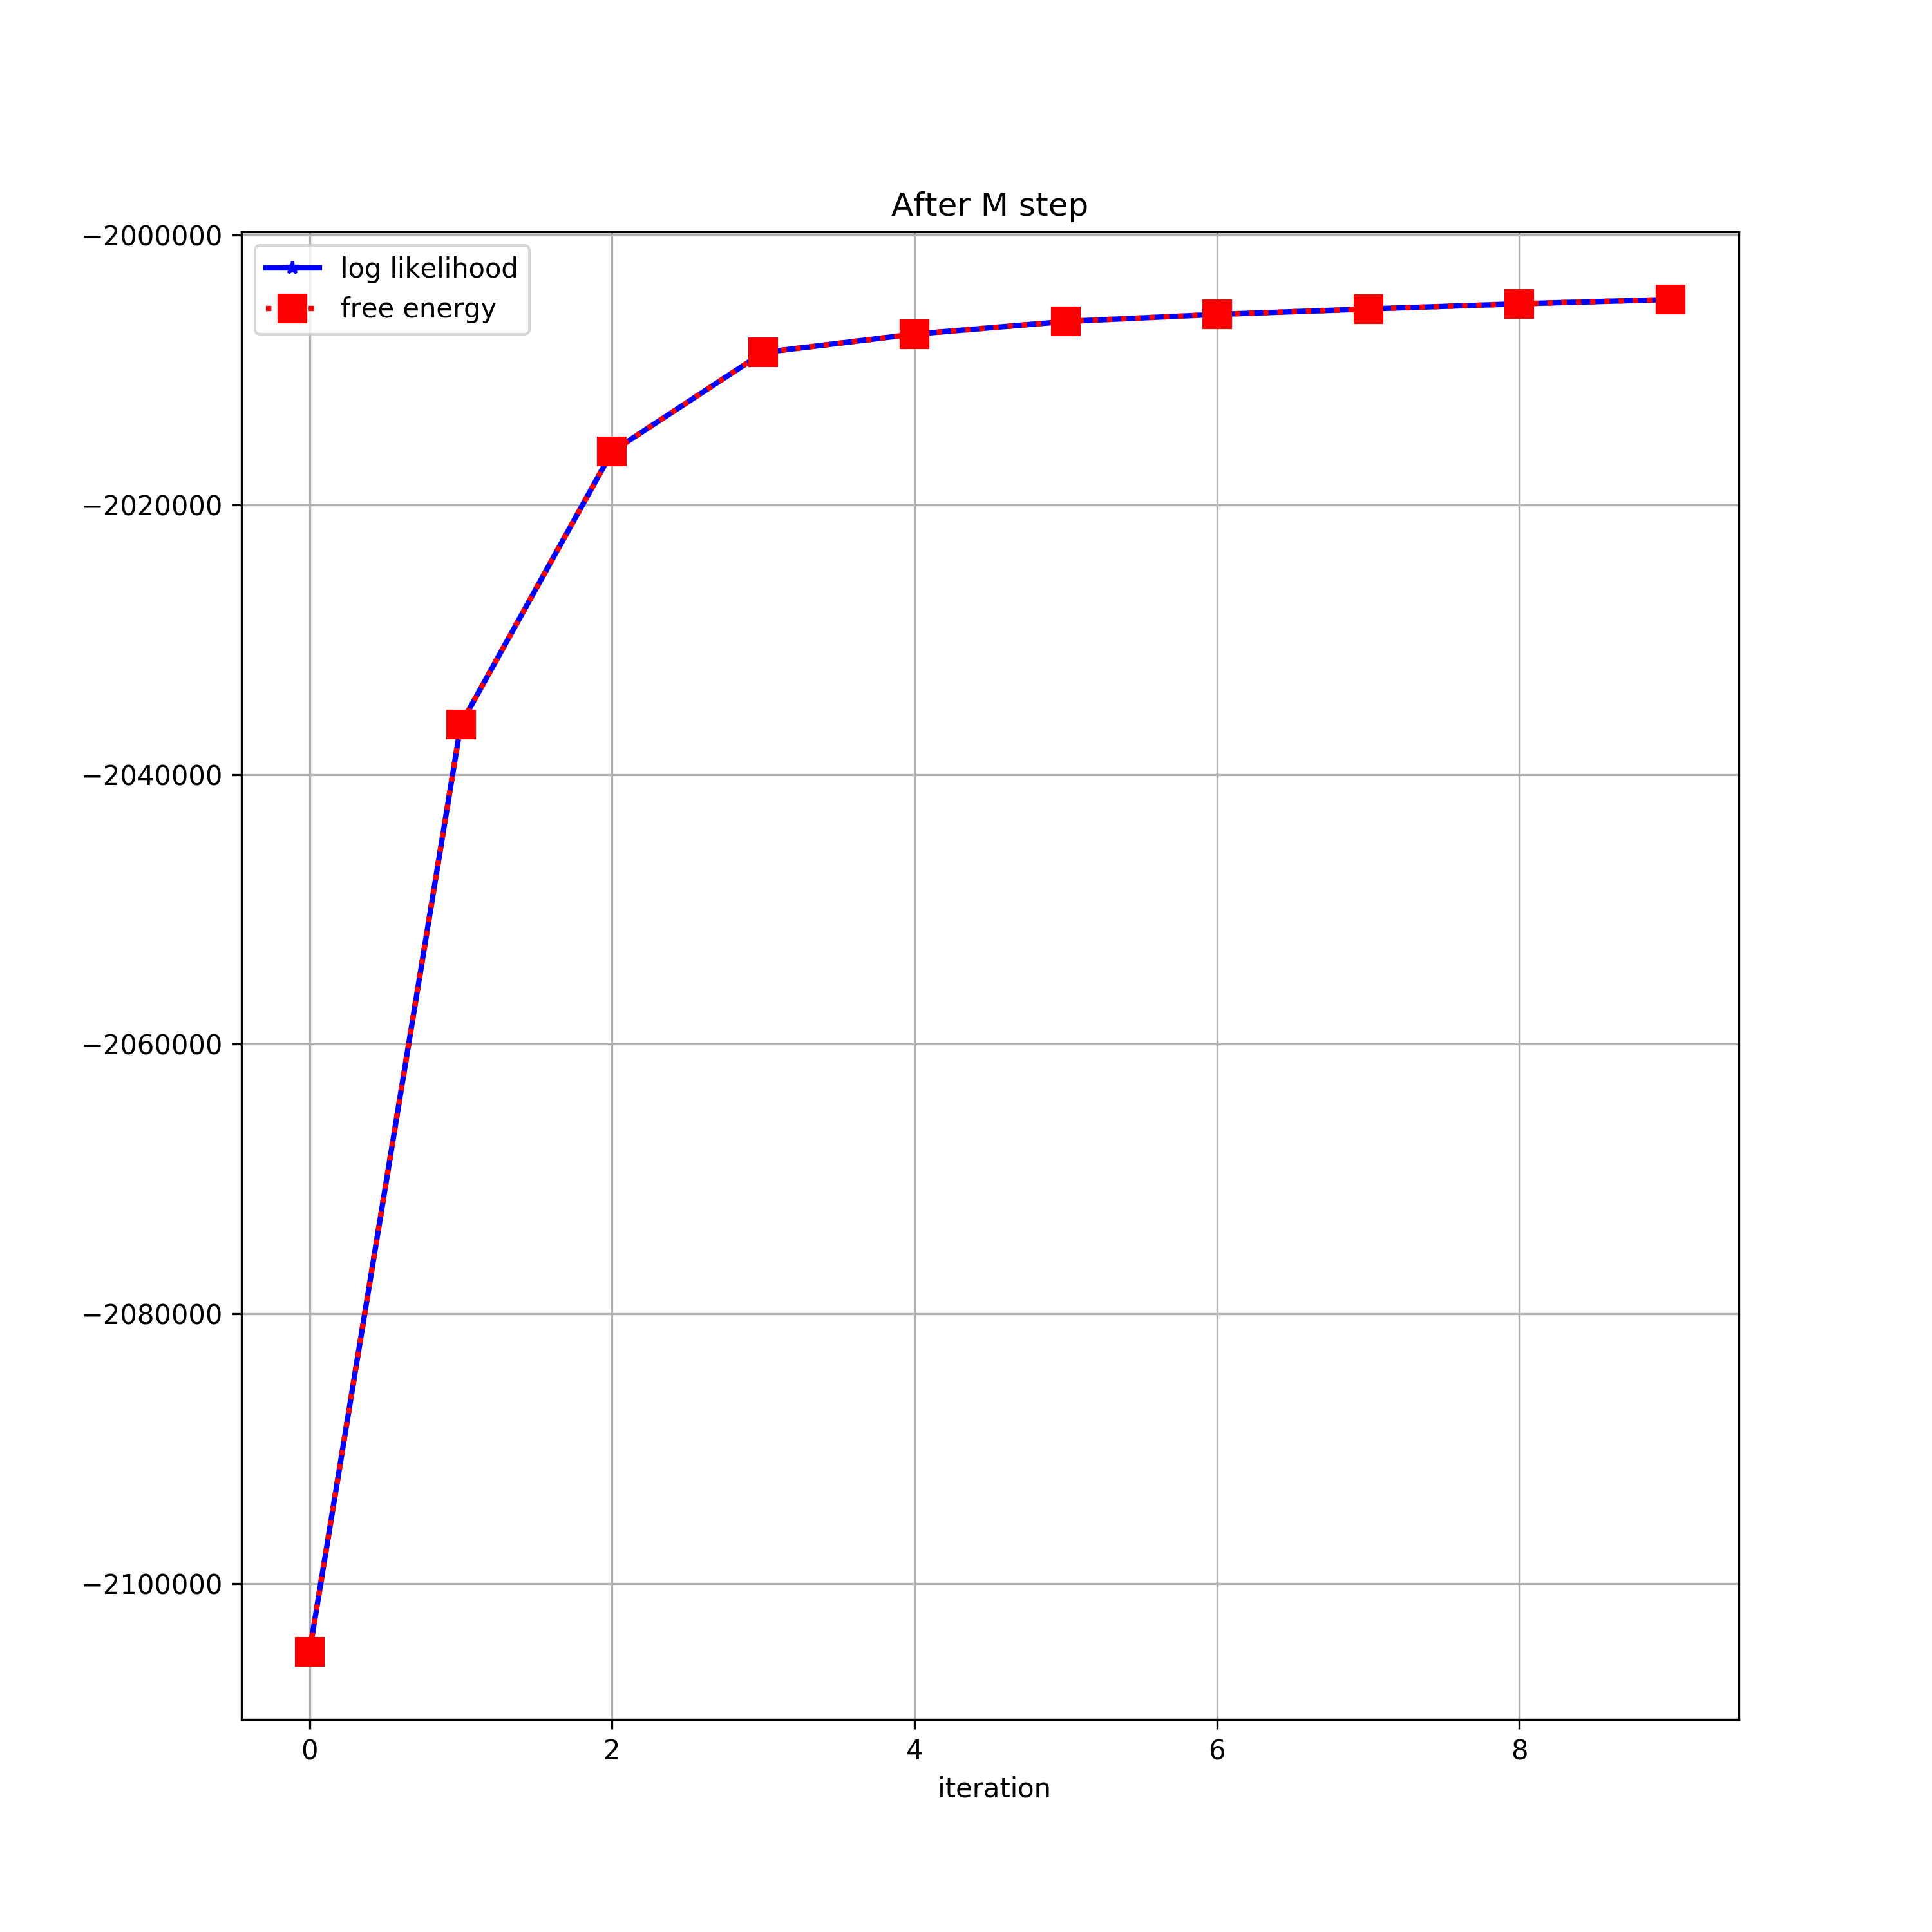 After M step
−2000000
log likelihood
free energy
−2020000
−2040000
−2060000
−2080000
−2100000
0 2 4 6 8
iteration